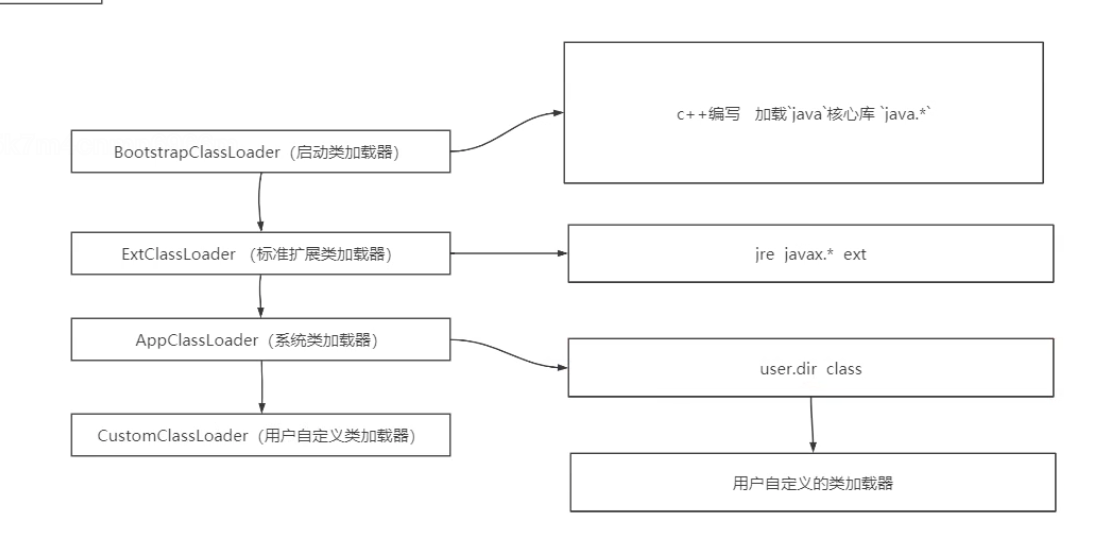 c++编写 加载`java`核心库 `java.*`
BootstrapClassLoader（启动类加载器）
ExtClassLoader （标准扩展类加载器）
jre javax.* ext
AppClassLoader（系统类加载器）
user.dir class
CustomClassLoader（用户自定义类加载器）
用户自定义的类加载器